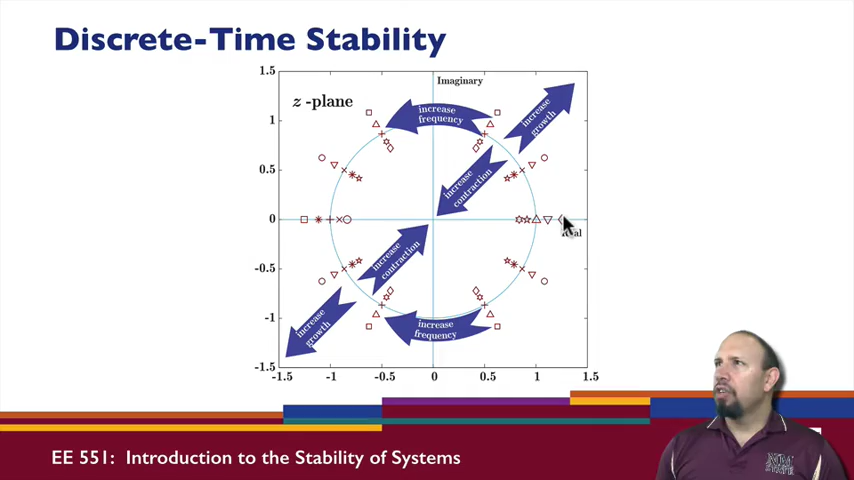 Discrete-Time Stability
1.5
Imaginary
z -plane
increase
growth
1
increase
frequency
0.5
increase
contraction
0
increase
contraction
-0.5
increase
growth
-1
increase
frequency
-1.5
-1.5 -1 -0.5 0 0.5 1 1.5
EE 551: Introduction to the Stability of Systems
NM
STATE